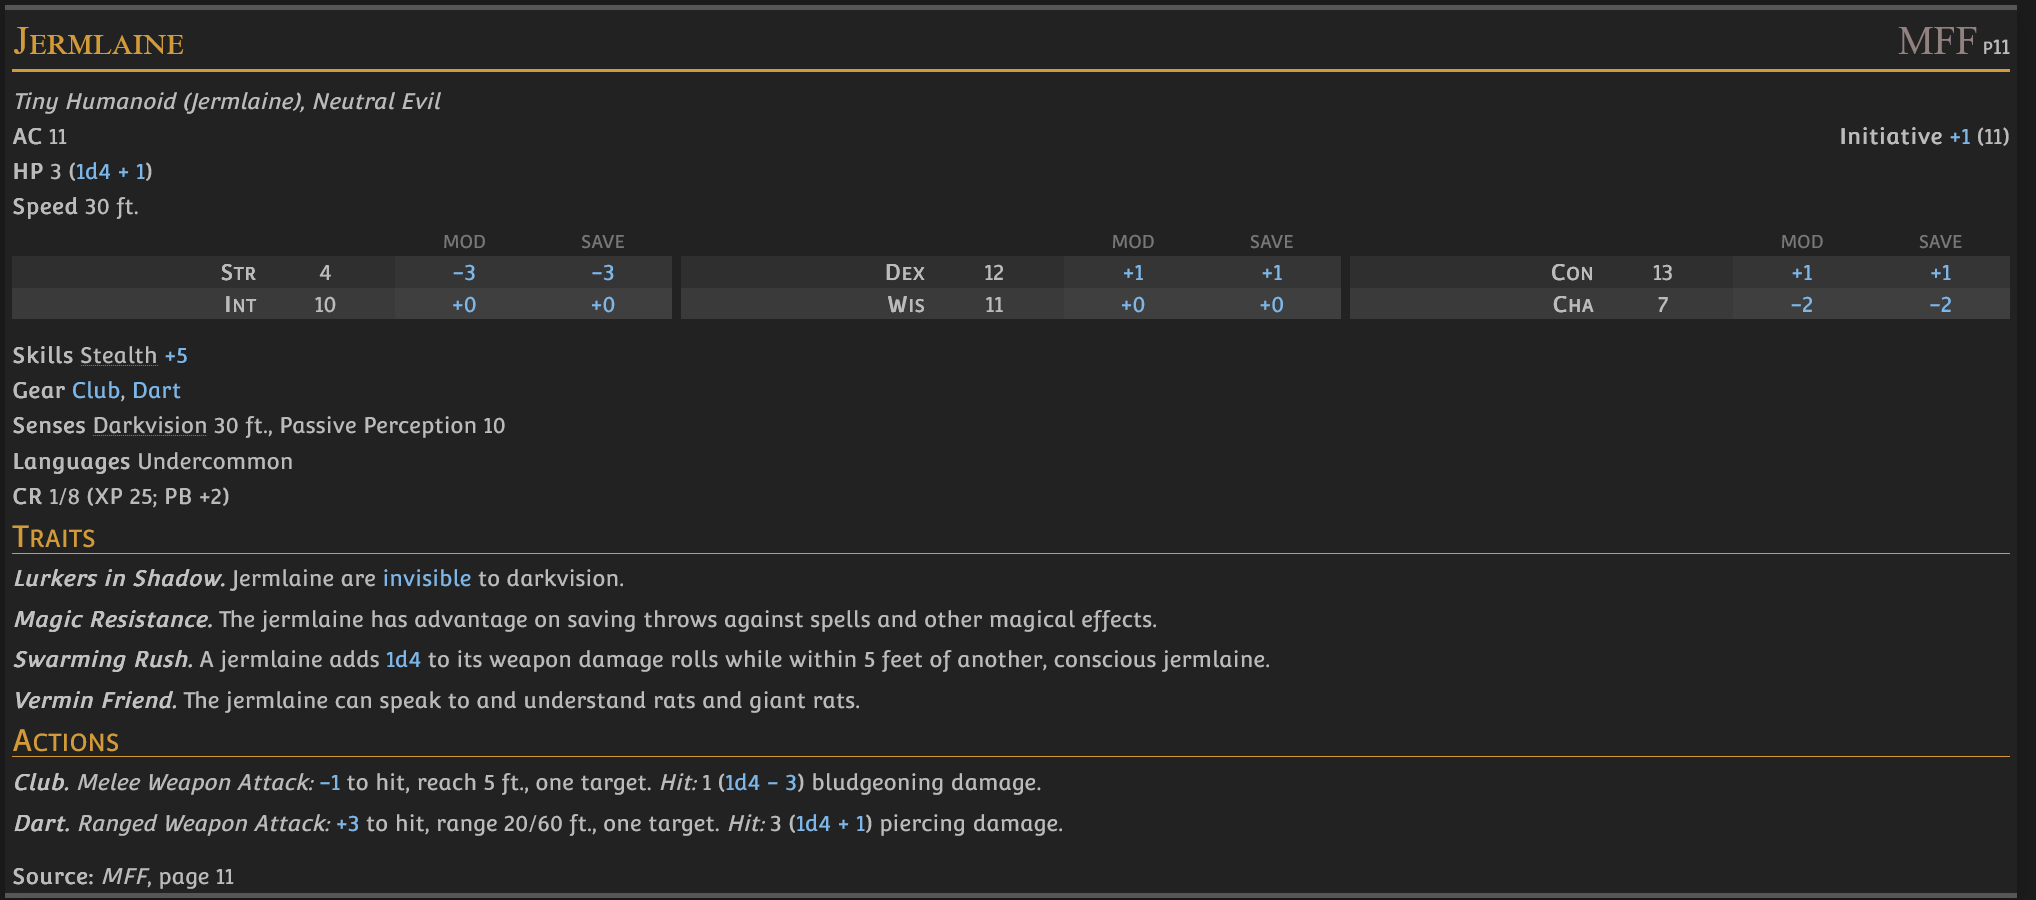 Jermlaine MFF p11
Tiny Humanoid (Jermlaine), Neutral Evil
AC 11 Initiative +1 (11)
HP 3 (1d4 + 1)
Speed 30 ft.
MOD SAVE MOD SAVE MOD SAVE
Str 4 −3 −3 Dex 12 +1 +1 Con 13 +1 +1
Int 10 +0 +0 Wis 11 +0 +0 Cha 7 −2 −2
Skills Stealth +5
Gear Club, Dart
Senses Darkvision 30 ft., Passive Perception 10
Languages Undercommon
CR 1/8 (XP 25; PB +2)
Traits
Lurkers in Shadow. Jermlaine are invisible to darkvision.
Magic Resistance. The jermlaine has advantage on saving throws against spells and other magical effects.
Swarming Rush. A jermlaine adds 1d4 to its weapon damage rolls while within 5 feet of another, conscious jermlaine.
Vermin Friend. The jermlaine can speak to and understand rats and giant rats.
Actions
Club. Melee Weapon Attack: −1 to hit, reach 5 ft., one target. Hit: 1 (1d4 − 3) bludgeoning damage.
Dart. Ranged Weapon Attack: +3 to hit, range 20/60 ft., one target. Hit: 3 (1d4 + 1) piercing damage.
Source: MFF, page 11